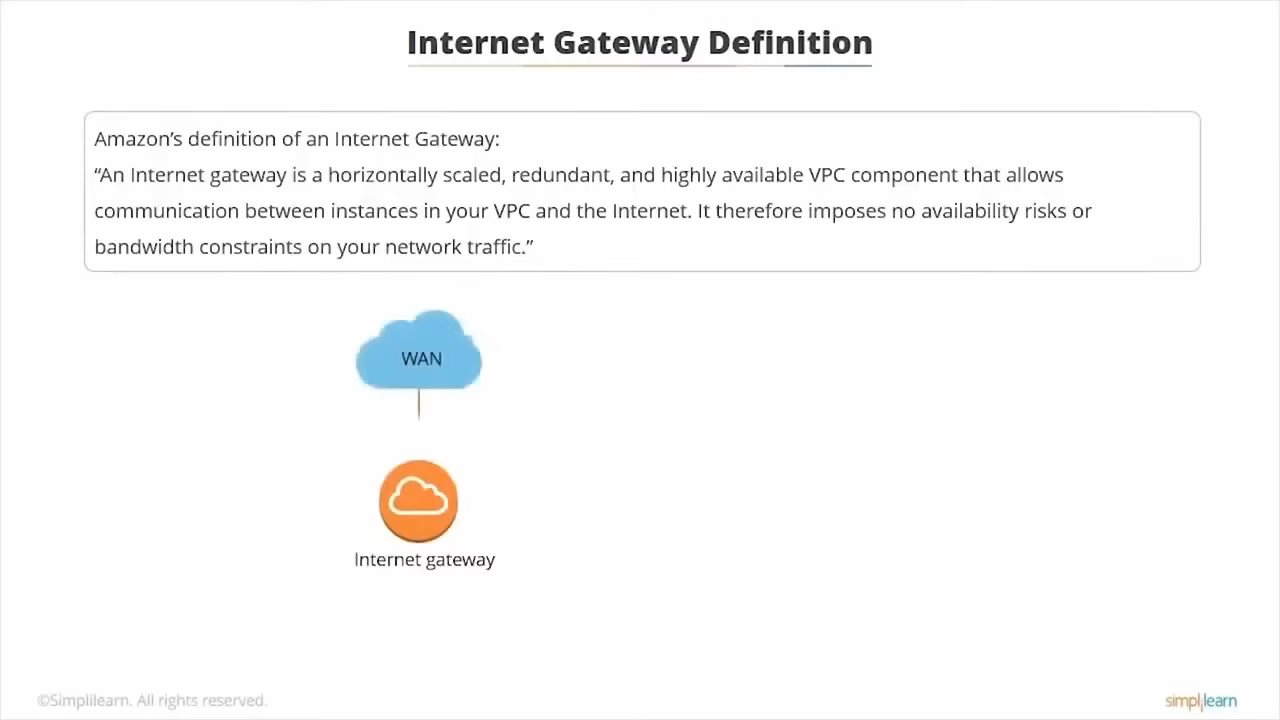 Internet Gateway Definition
Amazon’s definition of an Internet Gateway:
“An Internet gateway is a horizontally scaled, redundant, and highly available VPC component that allows
communication between instances in your VPC and the Internet. It therefore imposes no availability risks or
bandwidth constraints on your network traffic.”
WAN
Internet gateway
©Simplilearn. All rights reserved.
simplilearn